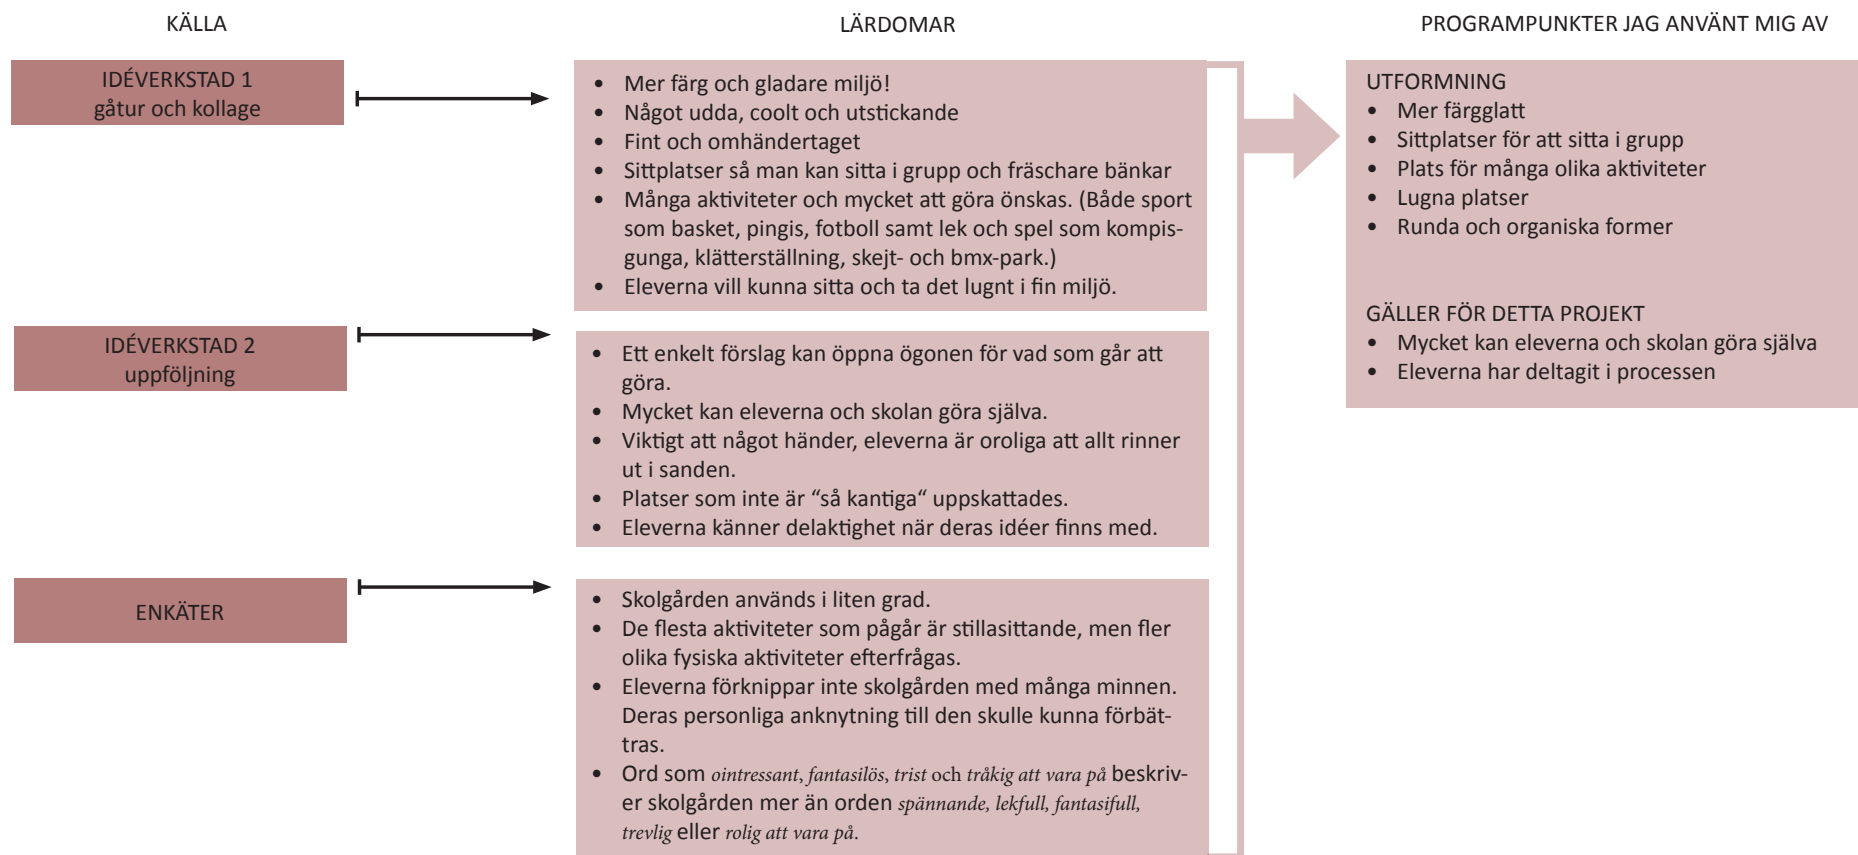 KÄLLA
LÄRDOMAR
PROGRAMPUNKTER JAG ANVÄNT MIG AV
IDÉVERKSTAD 1
gåtur och kollage
• Mer färg och gladare miljö!
• Något udda, coolt och utstickande
• Fint och omhändertaget
• Sittplatser så man kan sitta i grupp och fräschare bänkar
• Många aktiviteter och mycket att göra önskas. (Både sport
som basket, pingis, fotboll samt lek och spel som kompis-
gunga, klätterställning, skejt- och bmx-park.)
• Eleverna vill kunna sitta och ta det lugnt i fin miljö.
IDÉVERKSTAD 2
uppföljning
• Ett enkelt förslag kan öppna ögonen för vad som går att
göra.
• Mycket kan eleverna och skolan göra själva.
• Viktigt att något händer, eleverna är oroliga att allt rinner
ut i sanden.
• Platser som inte är “så kantiga“ uppskattades.
• Eleverna känner delaktighet när deras idéer finns med.
ENKÄTER
• Skolgården används i liten grad.
• De flesta aktiviteter som pågår är stillasittande, men fler
olika fysiska aktiviteter efterfrågas.
• Eleverna förknippar inte skolgården med många minnen.
Deras personliga anknytning till den skulle kunna förbätt-
tras.
• Ord som ointressant, fantasilös, trist och tråkig att vara på beskriv-
er skolgården mer än orden spännande, lekfull, fantasifull,
trevlig eller rolig att vara på.
UTFORMNING
• Mer färgglatt
• Sittplatser för att sitta i grupp
• Plats för många olika aktiviteter
• Lugna platser
• Runda och organiska former
GÄLLER FÖR DETTA PROJEKT
• Mycket kan eleverna och skolan göra själva
• Eleverna har deltagit i processen